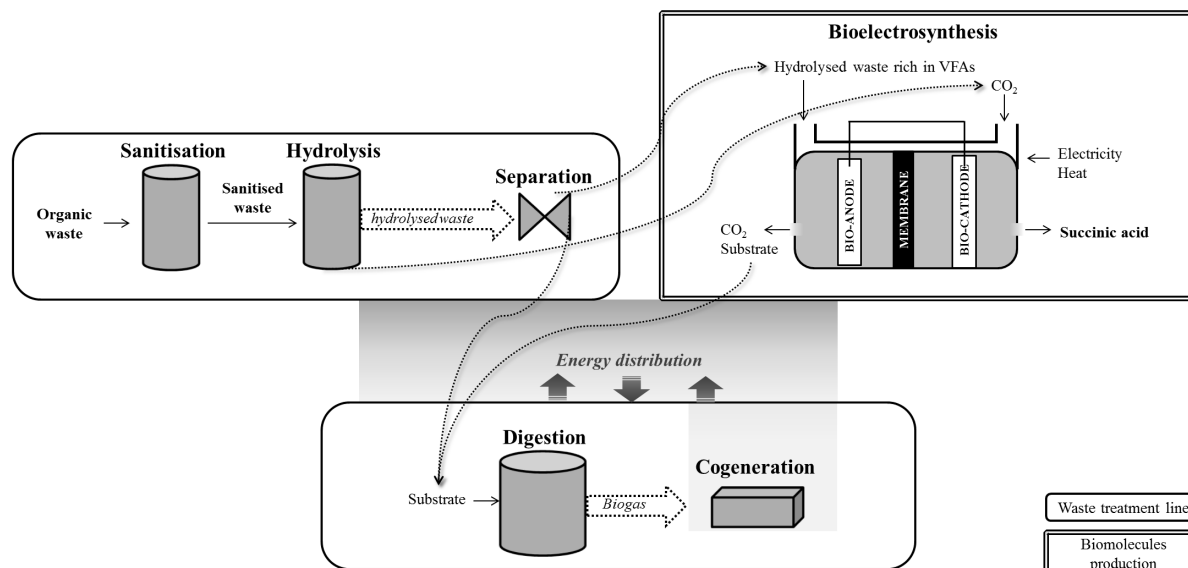 Bioelectrosynthesis
Hydrolysed waste rich in VFAs
CO2
Electricity
Heat
BIO-ANODE
MEMBRANE
BIO-CATHODE
CO2
Substrate
Succinic acid
Sanitisation
Hydrolysis
Separation
Organic
waste
Sanitised
waste
hydrolysedwaste
Energy distribution
Digestion
Cogeneration
Substrate
Biogas
Waste treatment line
Biomolecules
production